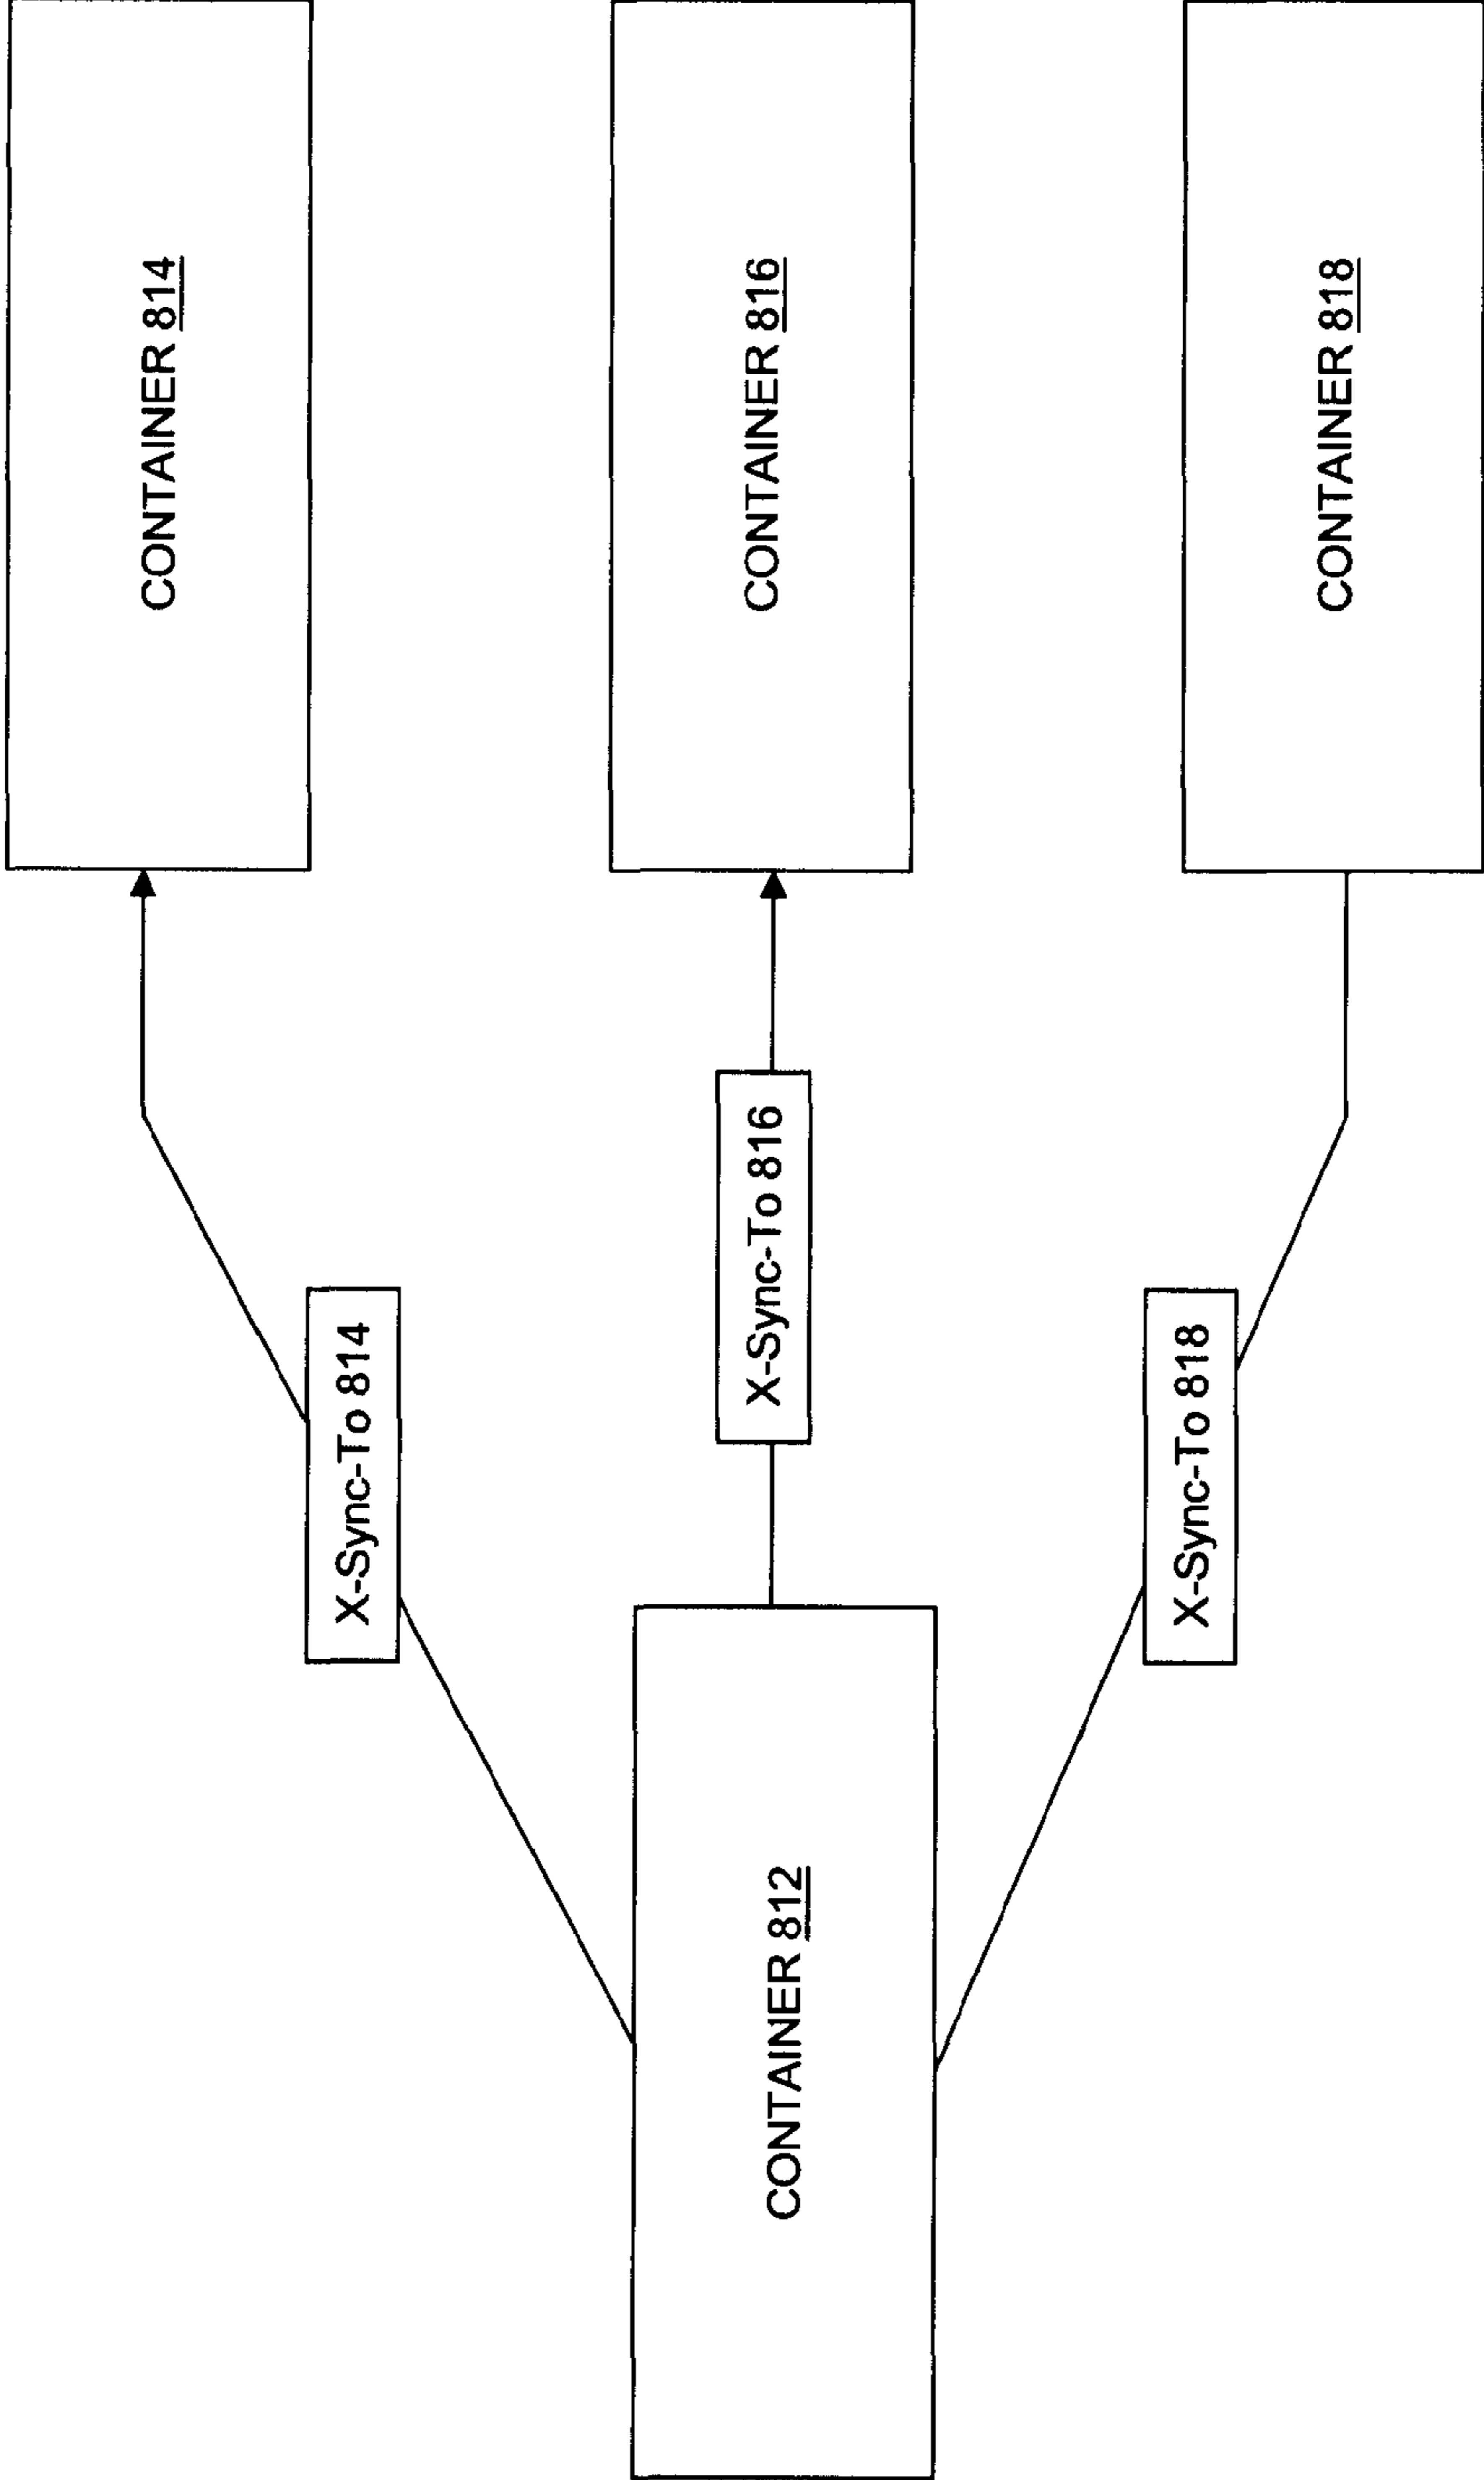 CONTAINER 814
X-Sync-To 814
CONTAINER 812
X-Sync-To 816
CONTAINER 816
X-Sync-To 818
CONTAINER 818